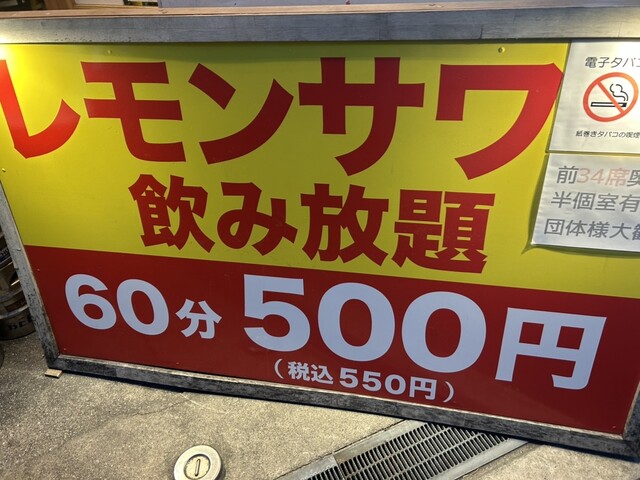 レモンサワ
飲み放題
60分 500円
(税込550円)
電子タバコ
紙巻きタバコの喫煙
前34席奥
半個室有
団体様大歓